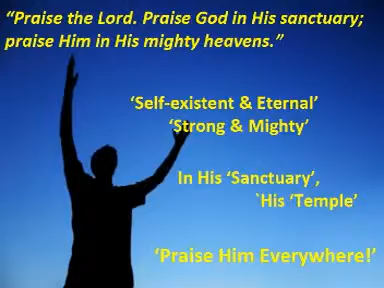 “Praise the Lord. Praise God in His sanctuary;
praise Him in His mighty heavens.”
‘Self-existent & Eternal’
‘Strong & Mighty’
In His ‘Sanctuary’,
`His ‘Temple’
‘Praise Him Everywhere!’